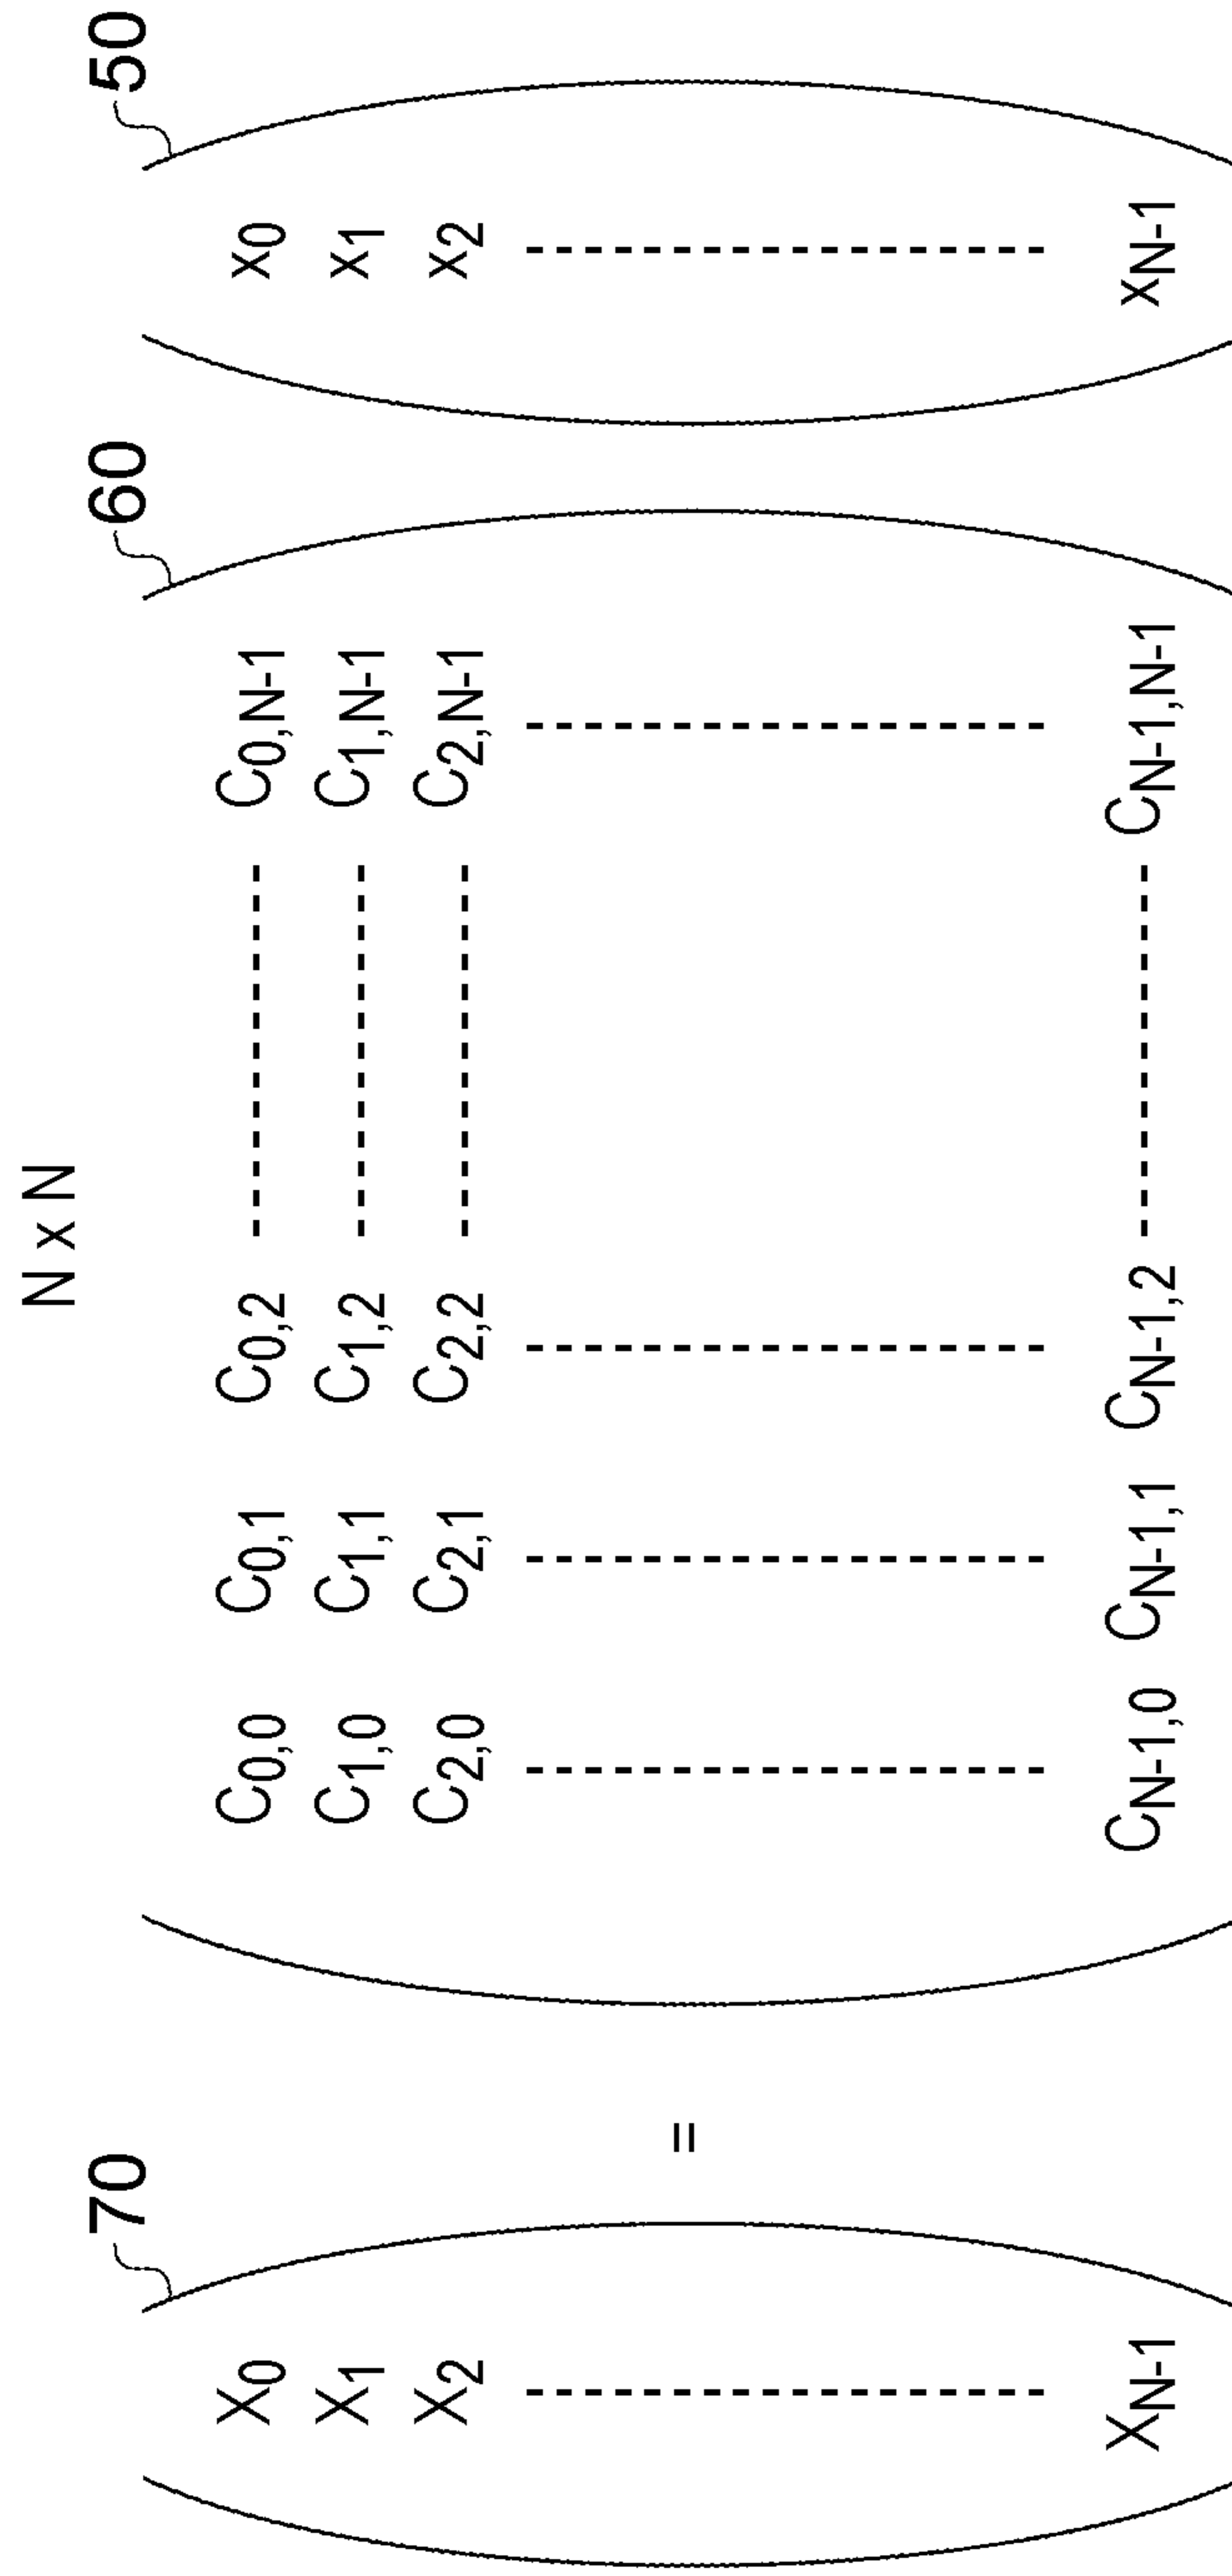 N x N
70 60 50
X0 = C0,0 C0,1 C0,2 C0,N-1 x0
X1 C1,0 C1,1 C1,2 C1,N-1 x1
X2 C2,0 C2,1 C2,2 C2,N-1 x2
XN-1 CN-1,0 CN-1,1 CN-1,2 CN-1,N-1 xN-1